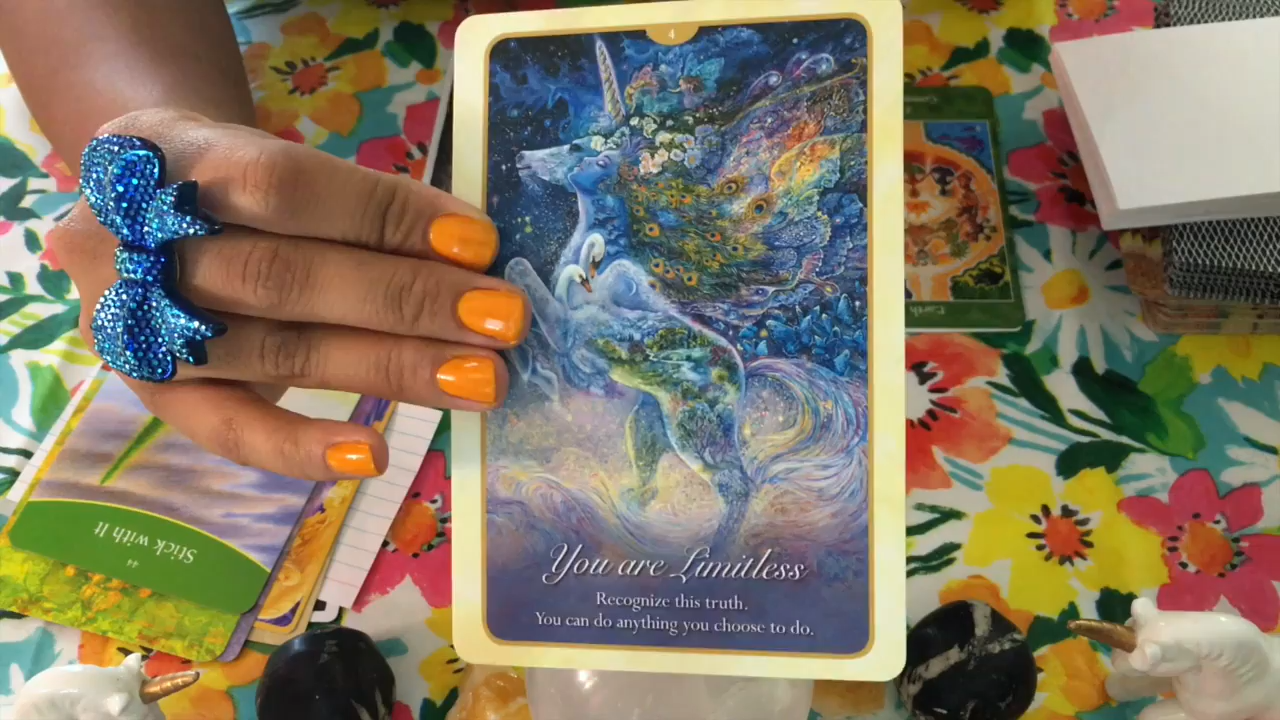 4
You are Limitless
Recognize this truth.
You can do anything you choose to do.
44
Stick with It
Earth